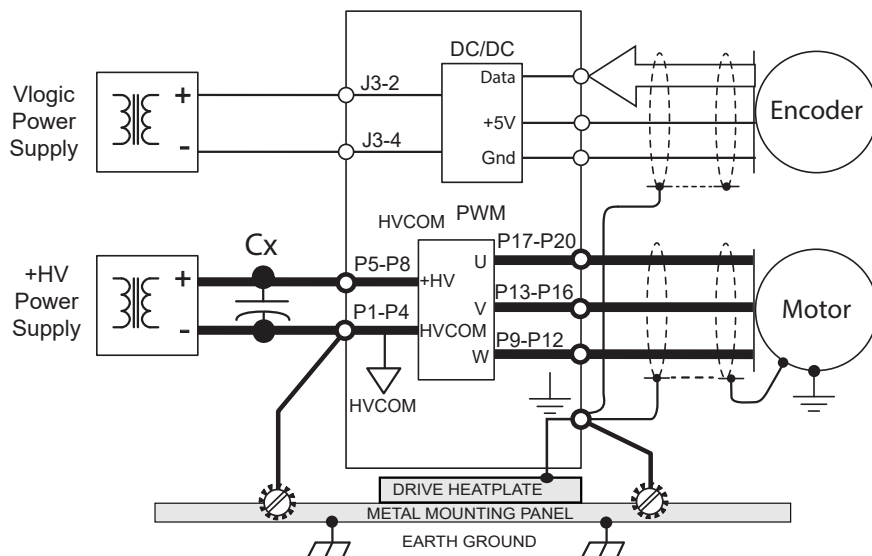 DC/DC
Vlogic
Power
Supply
+
-
J3-2
J3-4
Data
+5V
Gnd
Encoder
+HV
Power
Supply
+
-
Cx
HVCOM
PWM
P5-P8
P1-P4
+HV
HVCOM
U
V
W
P17-P20
P13-P16
P9-P12
Motor
HVCOM
DRIVE HEATPLATE
METAL MOUNTING PANEL
EARTH GROUND